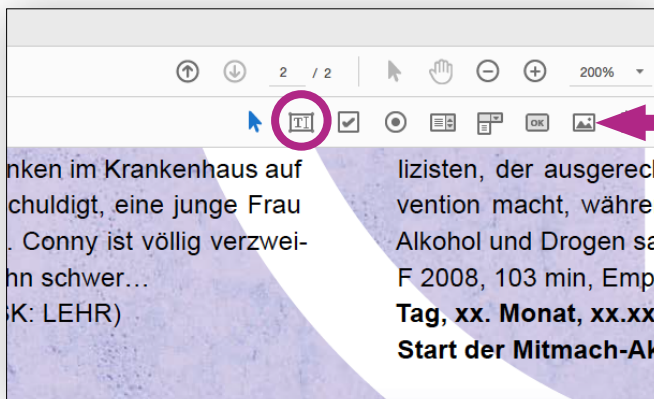 2 / 2 200%
TI OK
nken im Krankenhaus auf
chuldigt, eine junge Frau
. Conny ist völlig verzwei-
hn schwer…
SK: LEHR)
lizisten, der ausgerech
vention macht, währe
Alkohol und Drogen sa
F 2008, 103 min, Emp
Tag, xx. Monat, xx.xx
Start der Mitmach-Ak